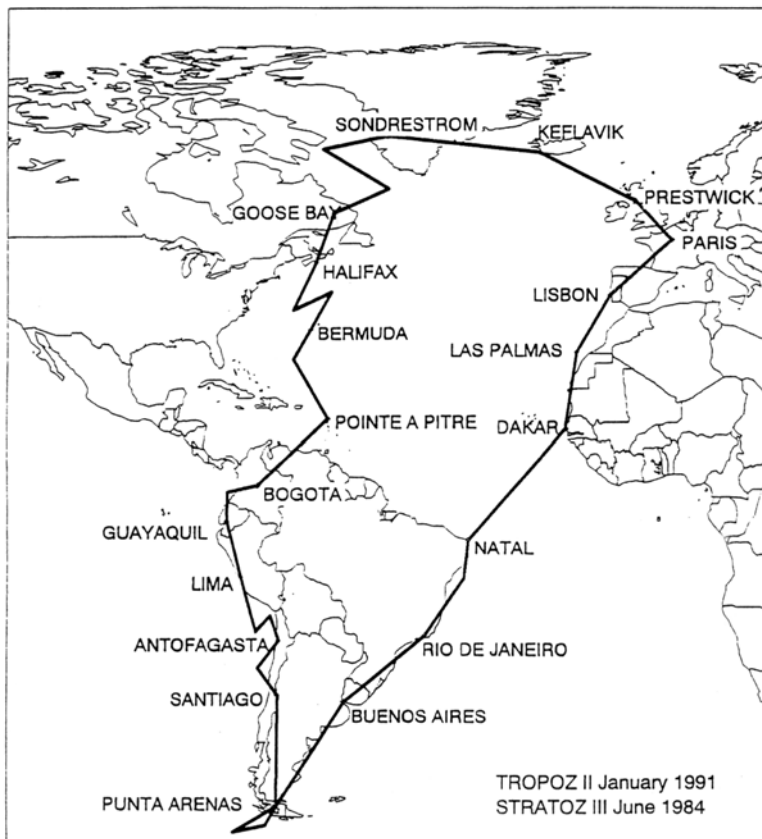 SONDRESTROM
KEFLAVIK
PRESTWICK
GOOSE BAY
PARIS
HALIFAX
LISBON
BERMUDA
LAS PALMAS
POINTE A PITRE
DAKAR
BOGOTA
GUAYAQUIL
NATAL
LIMA
ANTOFAGASTA
RIO DE JANEIRO
SANTIAGO
BUENOS AIRES
TROPOZ II January 1991
PUNTA ARENAS
STRATOZ III June 1984